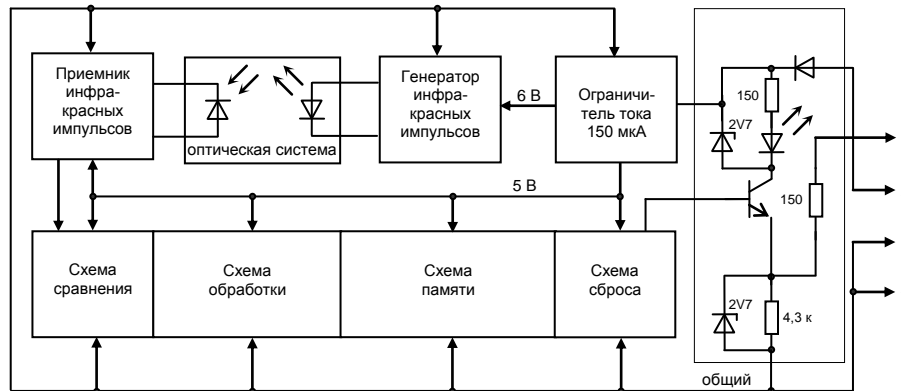 Приемник
инфра-
красных
импульсов
оптическая система
Генератор
инфра-
красных
импульсов
6 В
Ограничи-
тель тока
150 мкА
150
2V7
150
5 В
Схема
сравнения
Схема
обработки
Схема
памяти
Схема
сброса
2V7
4,3 к
общий